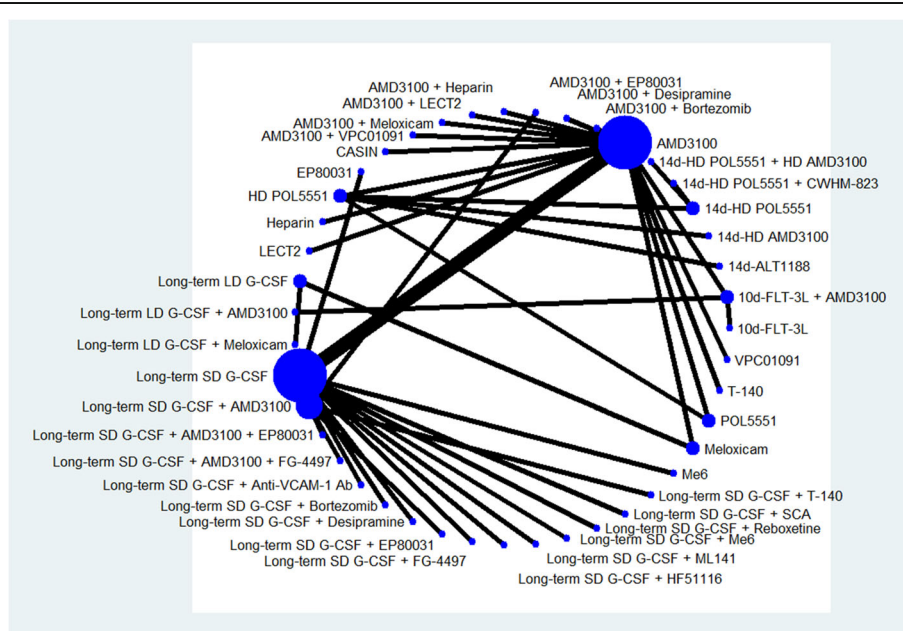 AMD3100 + EP80031
AMD3100 + Heparin
AMD3100 + Desipramine
AMD3100 + LECT2
AMD3100 + Bortezomib
AMD3100 + Meloxicam
AMD3100 + VPC01091
AMD3100
CASIN
14d-HD POL5551 + HD AMD3100
EP80031
14d-HD POL5551 + CWHM-823
HD POL5551
14d-HD POL5551
Heparin
14d-HD AMD3100
LECT2
14d-ALT1188
Long-term LD G-CSF
10d-FLT-3L + AMD3100
Long-term LD G-CSF + AMD3100
10d-FLT-3L
Long-term LD G-CSF + Meloxicam
VPC01091
Long-term SD G-CSF
T-140
Long-term SD G-CSF + AMD3100
POL5551
Long-term SD G-CSF + AMD3100 + EP80031
Meloxicam
Long-term SD G-CSF + AMD3100 + FG-4497
Me6
Long-term SD G-CSF + Anti-VCAM-1 Ab
Long-term SD G-CSF + T-140
Long-term SD G-CSF + Bortezomib
Long-term SD G-CSF + SCA
Long-term SD G-CSF + Desipramine
Long-term SD G-CSF + Reboxetine
Long-term SD G-CSF + EP80031
Long-term SD G-CSF + Me6
Long-term SD G-CSF + FG-4497
Long-term SD G-CSF + ML141
Long-term SD G-CSF + HF51116